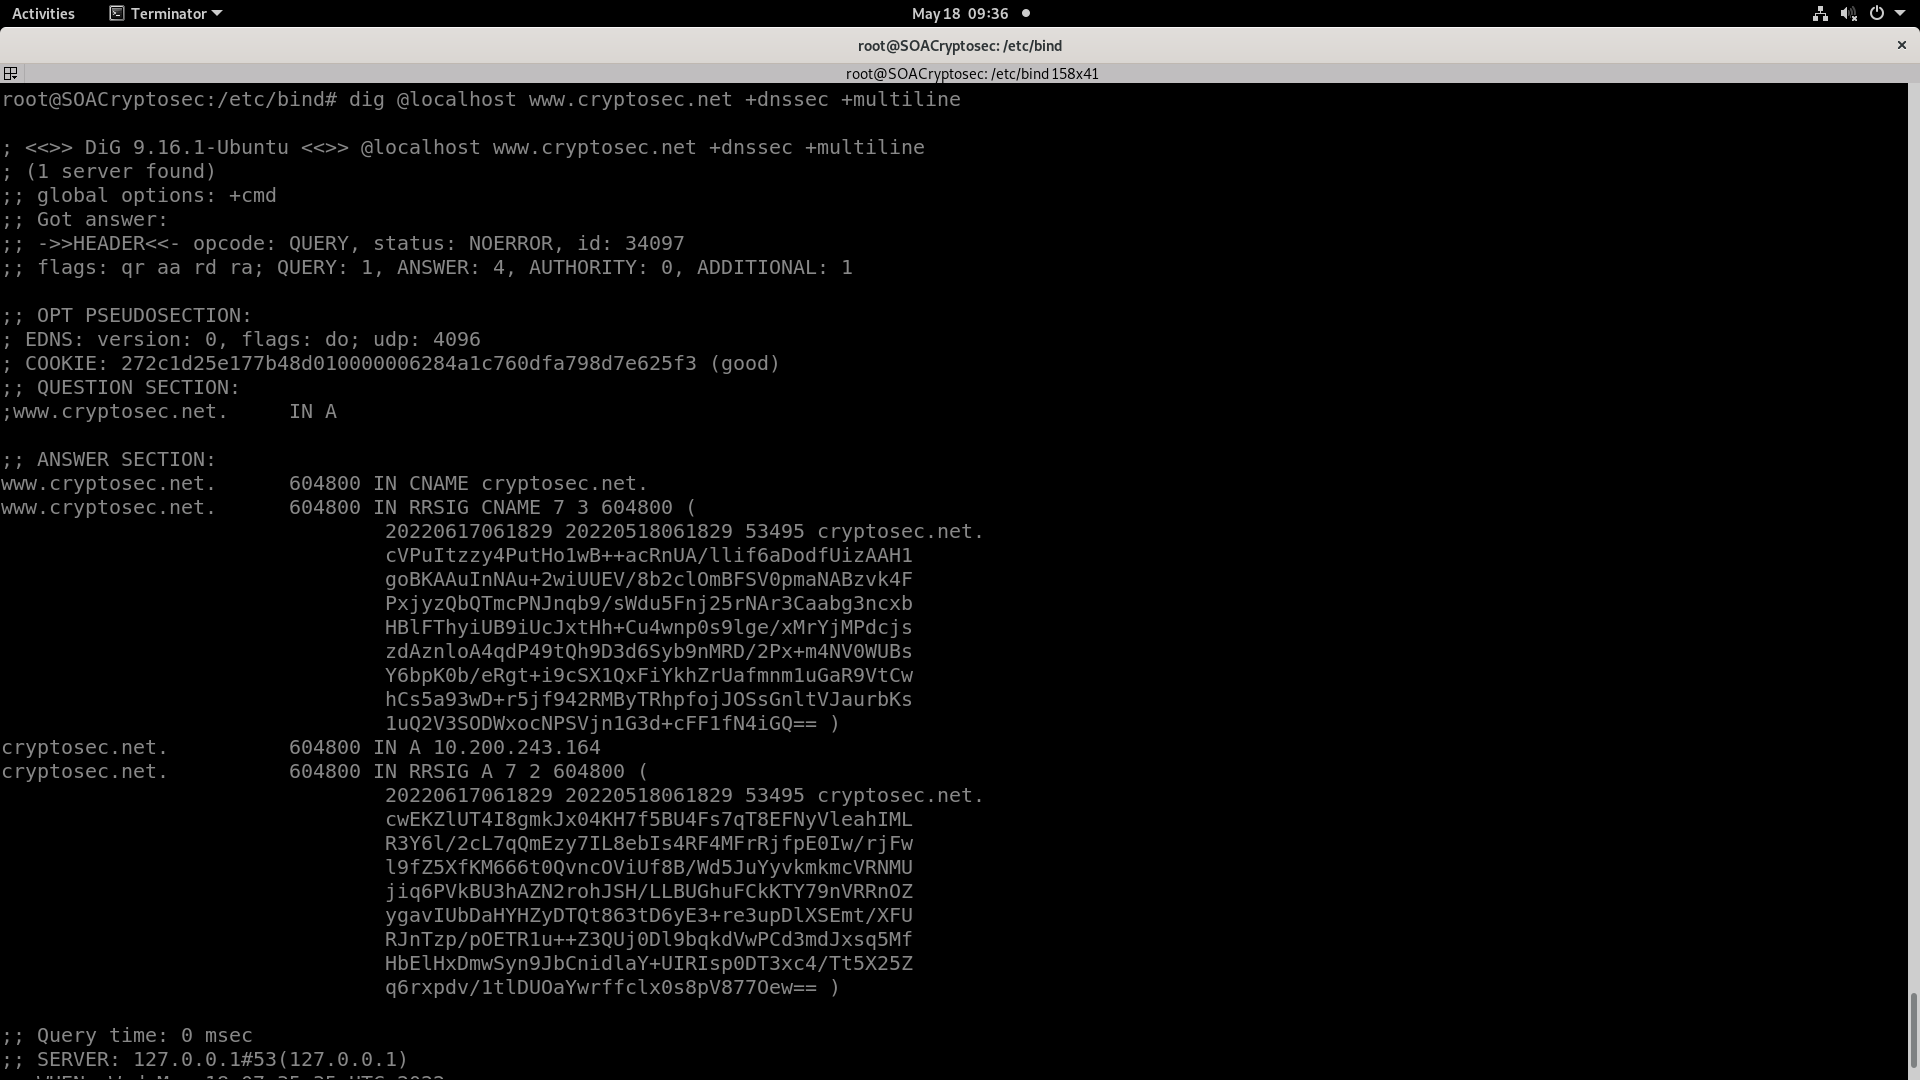 Activities Terminator May 18 09:36
root@SOACryptosec: /etc/bind
root@SOACryptosec: /etc/bind 158x41
root@SOACryptosec:/etc/bind# dig @localhost www.cryptosec.net +dnssec +multiline
; <<>> DiG 9.16.1-Ubuntu <<>> @localhost www.cryptosec.net +dnssec +multiline
; (1 server found)
;; global options: +cmd
;; Got answer:
;; ->>HEADER<<- opcode: QUERY, status: NOERROR, id: 34097
;; flags: qr aa rd ra; QUERY: 1, ANSWER: 4, AUTHORITY: 0, ADDITIONAL: 1
;; OPT PSEUDOSECTION:
; EDNS: version: 0, flags: do; udp: 4096
; COOKIE: 272c1d25e177b48d010000006284a1c760dfa798d7e625f3 (good)
;; QUESTION SECTION:
;www.cryptosec.net. IN A
;; ANSWER SECTION:
www.cryptosec.net. 604800 IN CNAME cryptosec.net.
www.cryptosec.net. 604800 IN RRSIG CNAME 7 3 604800 (
20220617061829 20220518061829 53495 cryptosec.net.
cVPuItzzy4PutHo1wB++acRnUA/llif6aDodfUizAAH1
goBKAAuInNAu+2wiUUEV/8b2clOmBFSV0pmaNABzvk4F
PxjyzQbQTmcPNJnqb9/sWdu5Fnj25rNAr3Caabg3ncxb
HBlFThyiUB9iUcJxtHh+Cu4wnp0s9lge/xMrYjMPdcjs
zdAznloA4qdP49tQh9D3d6Syb9nMRD/2Px+m4NV0WUBs
Y6bpK0b/eRgt+i9cSX1QxFiYkhZrUafmnm1uGaR9VtCw
hCs5a93wD+r5jf942RMByTRhpfojJOSsGnltVJaurbKs
1uQ2V3SODWxocNPSVjn1G3d+cFF1fN4iGQ== )
cryptosec.net. 604800 IN A 10.200.243.164
cryptosec.net. 604800 IN RRSIG A 7 2 604800 (
20220617061829 20220518061829 53495 cryptosec.net.
cwEKZlUT4I8gmkJx04KH7f5BU4Fs7qT8EFNyVleahIML
R3Y6l/2cL7qQmEzy7IL8ebIs4RF4MFrRjfpE0Iw/rjFw
l9fZ5XfKM666t0QvncOViUf8B/Wd5JuYyvkmkmcVRNMU
jiq6PVkBU3hAZN2rohJSH/LLBUGhuFCkKTY79nVRRnOZ
ygavIUbDaHYHZyDTQt863tD6yE3+re3upDlXSEmt/XFU
RJnTzp/pOETR1u++Z3QUj0Dl9bqkdVwPCd3mdJxsq5Mf
HbElHxDmwSyn9JbCnidlaY+UIRIsp0DT3xc4/Tt5X25Z
q6rxpdv/1tlDUOaYwrffclx0s8pV877Oew== )
;; Query time: 0 msec
;; SERVER: 127.0.0.1#53(127.0.0.1)